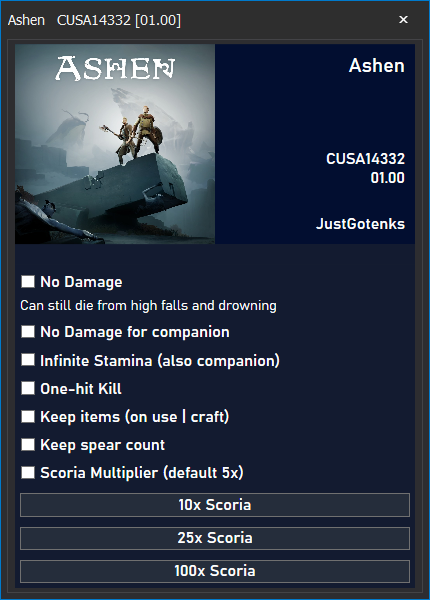 Ashen CUSA14332 [01.00]
ASHEN
Ashen
CUSA14332
01.00
JustGotenks
No Damage
Can still die from high falls and drowning
No Damage for companion
Infinite Stamina (also companion)
One-hit Kill
Keep items (on use | craft)
Keep spear count
Scoria Multiplier (default 5x)
10x Scoria
25x Scoria
100x Scoria